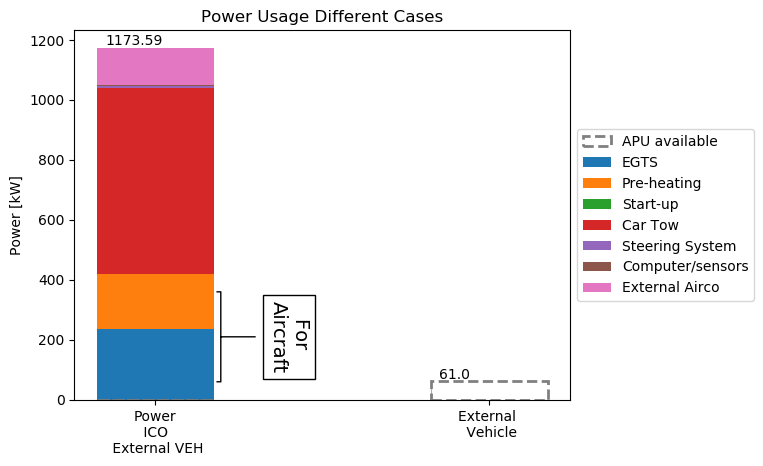 Power Usage Different Cases
1173.59
1200
1000
800
600
400
200
0
Power [kW]
For
Aircraft
61.0
Power
ICO
External VEH
External
Vehicle
APU available
EGTS
Pre-heating
Start-up
Car Tow
Steering System
Computer/sensors
External Airco